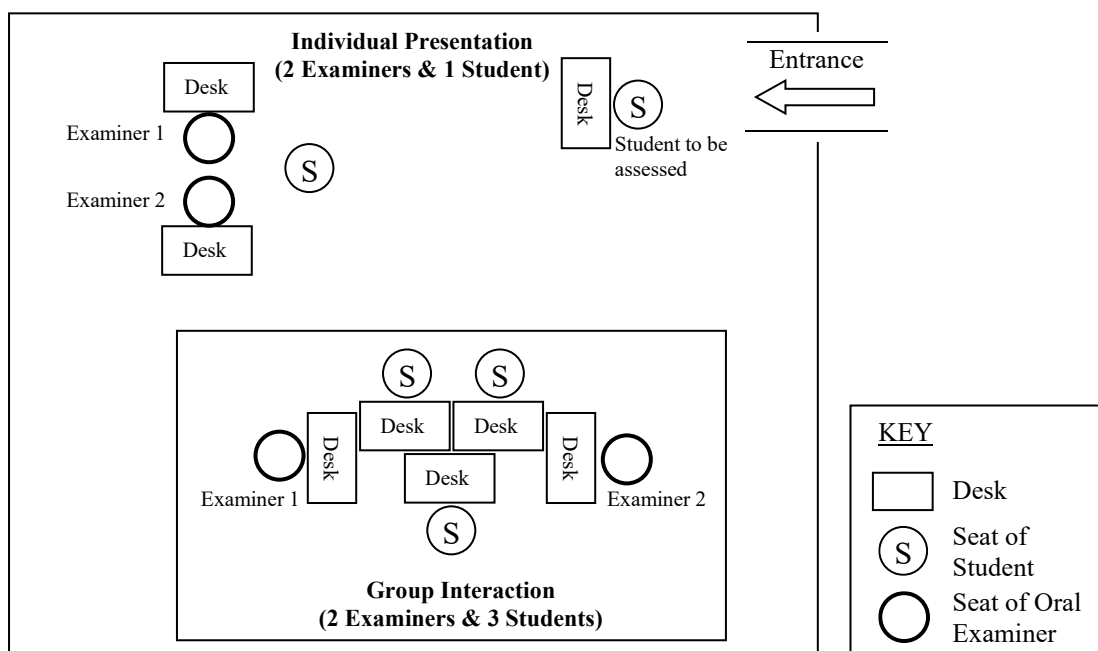 Individual Presentation
(2 Examiners & 1 Student)
Entrance
Desk
Examiner 1
S
Examiner 2
Desk
Desk
S
Student to be
assessed
S
S
Desk
Desk
Desk
Desk
Desk
Examiner 1
Examiner 2
S
Group Interaction
(2 Examiners & 3 Students)
KEY
Desk
S
Seat of
Student
Seat of Oral
Examiner